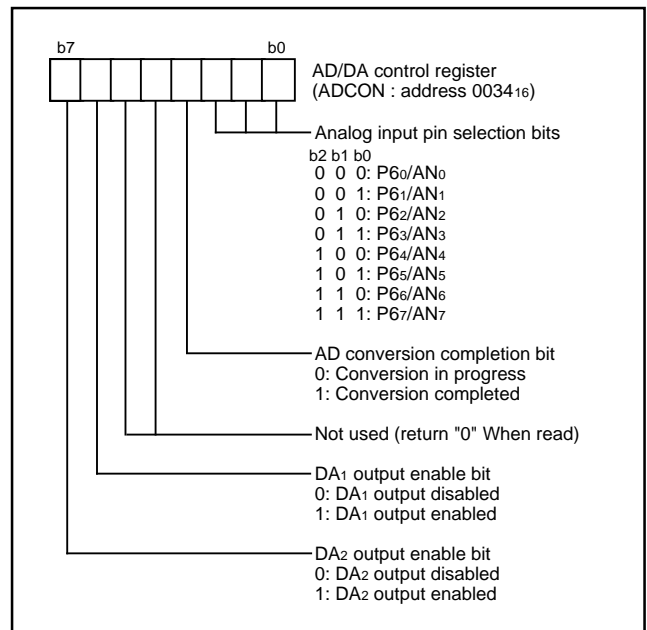 b7 b0
AD/DA control register
(ADCON : address 003416)
Analog input pin selection bits
b2 b1 b0
0 0 0: P60/AN0
0 0 1: P61/AN1
0 1 0: P62/AN2
0 1 1: P63/AN3
1 0 0: P64/AN4
1 0 1: P65/AN5
1 1 0: P66/AN6
1 1 1: P67/AN7
AD conversion completion bit
0: Conversion in progress
1: Conversion completed
Not used (return "0" When read)
DA1 output enable bit
0: DA1 output disabled
1: DA1 output enabled
DA2 output enable bit
0: DA2 output disabled
1: DA2 output enabled